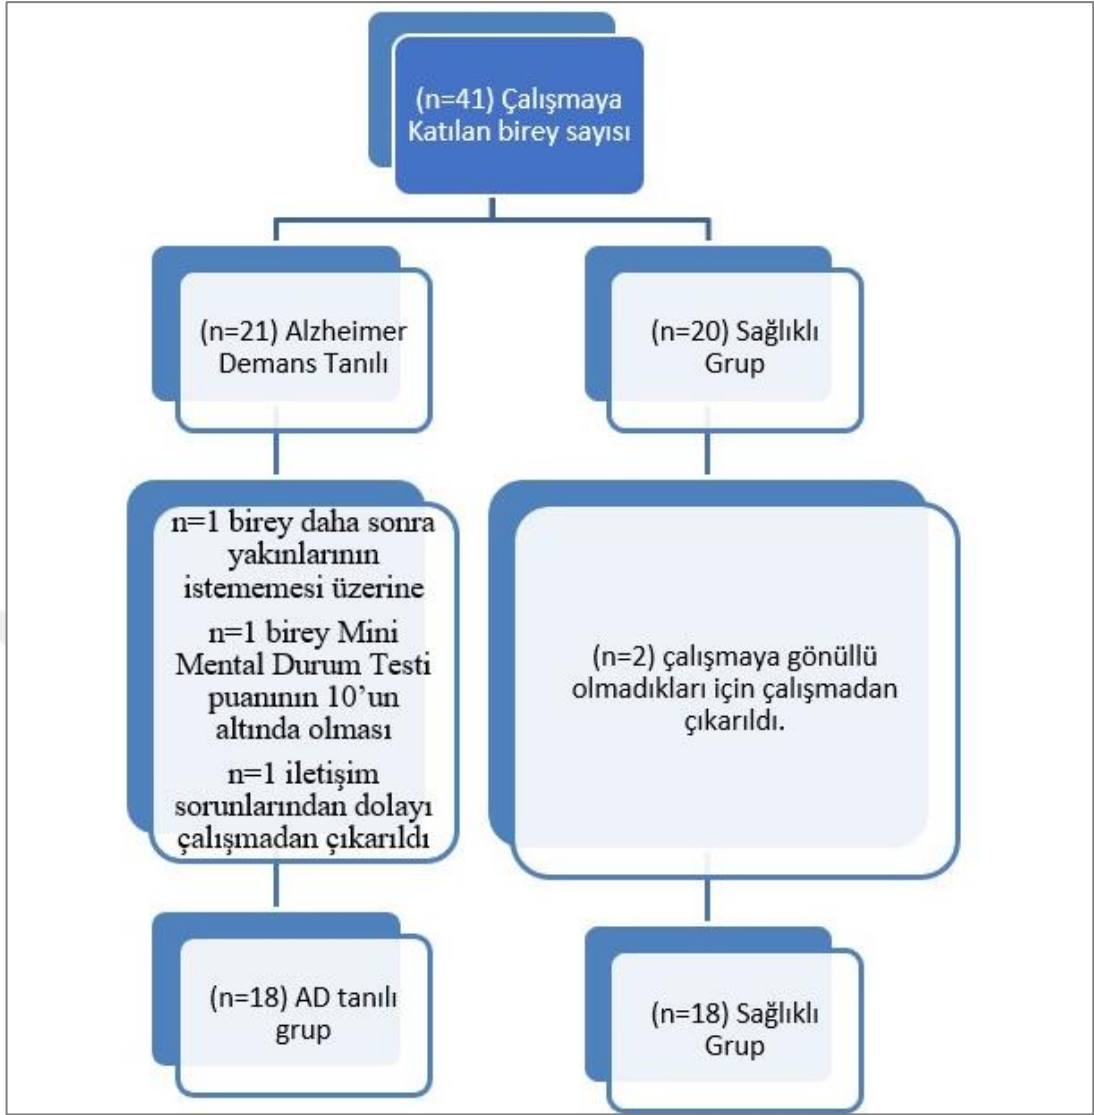 (n=41) Çalışmaya
Katılan birey sayısı
(n=21) Alzheimer
Demans Tanılı
(n=20) Sağlıklı
Grup
n=1 birey daha sonra
yakınlarının
istememesi üzerine
n=1 birey Mini
Mental Durum Testi
puanının 10’un
altında olması
n=1 iletişim
sorunlarından dolayı
çalışmadan çıkarıldı
(n=2) çalışmaya gönüllü
olmadıkları için çalışmadan
çıkarıldı.
(n=18) AD tanılı
grup
(n=18) Sağlıklı
Grup